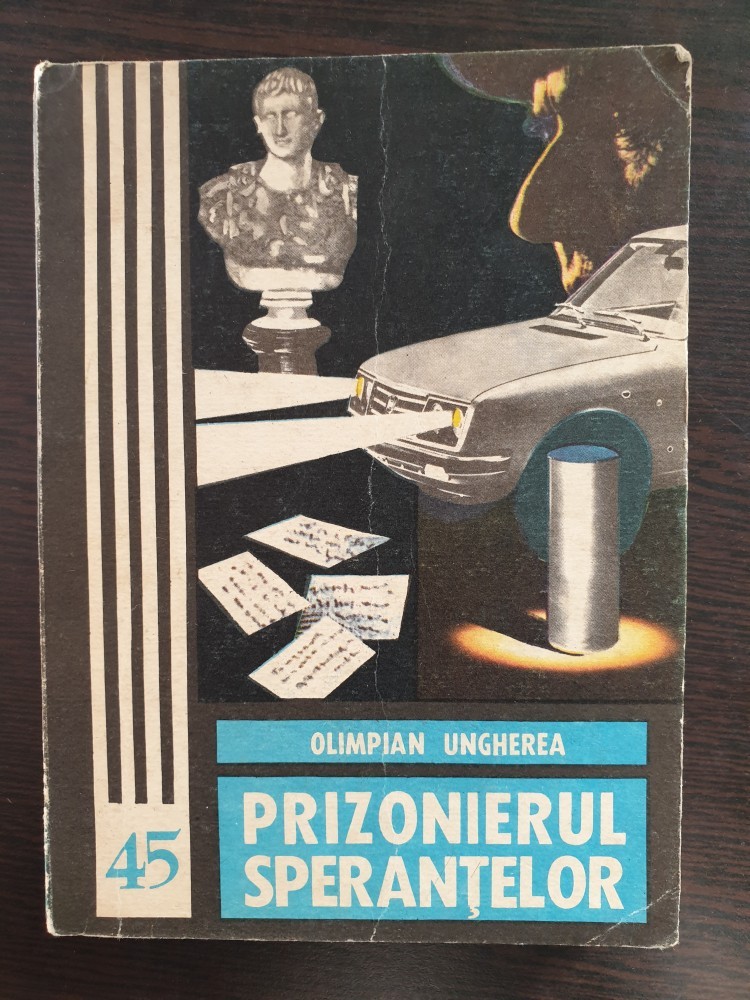 OLIMPIAN UNGHEREA
PRIZONIERUL
SPERANȚELOR
45